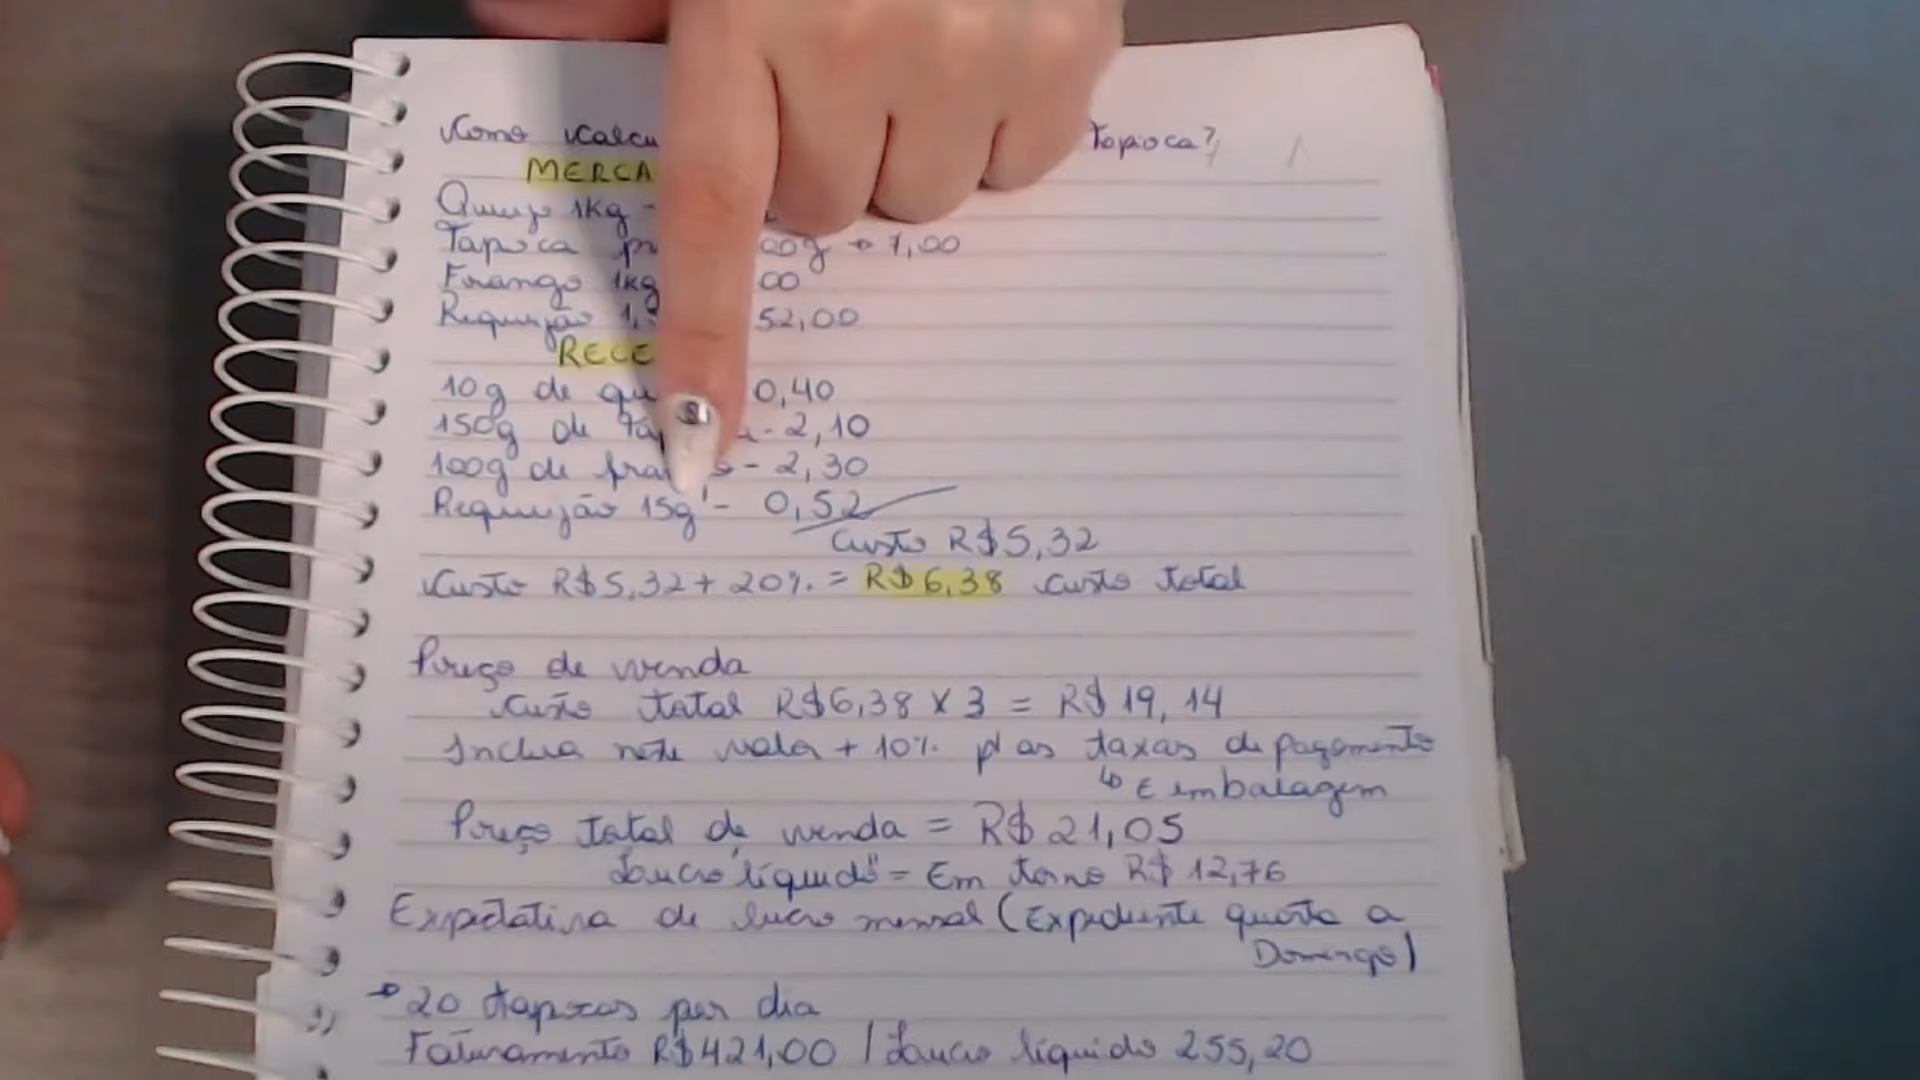 Como Tapioca?
Queijo 1kg -
Tapioca 7,00
Frango 1kg 00
Requeijão 1, 52,00
10g de 0,40
150g de - 2,10
100g de - 2,30
Requeijão 15g - 0,52
Custo R$5,32
Custo R$5,32 + 20% = R$6,38 custo total
Preço de venda
Custo total R$6,38 x 3 = R$ 19,14
Inclua neste valor + 10% p/ as taxas de pagamento
↳ E embalagem
Preço total de venda = R$ 21,05
"Lucro líquido" = Em torno R$ 12,76
Expectativa de lucro mensal (Expediente quarta a
Domingo)
→ 20 tapiocas por dia
Faturamento R$421,00 / Lucro líquido 255,20